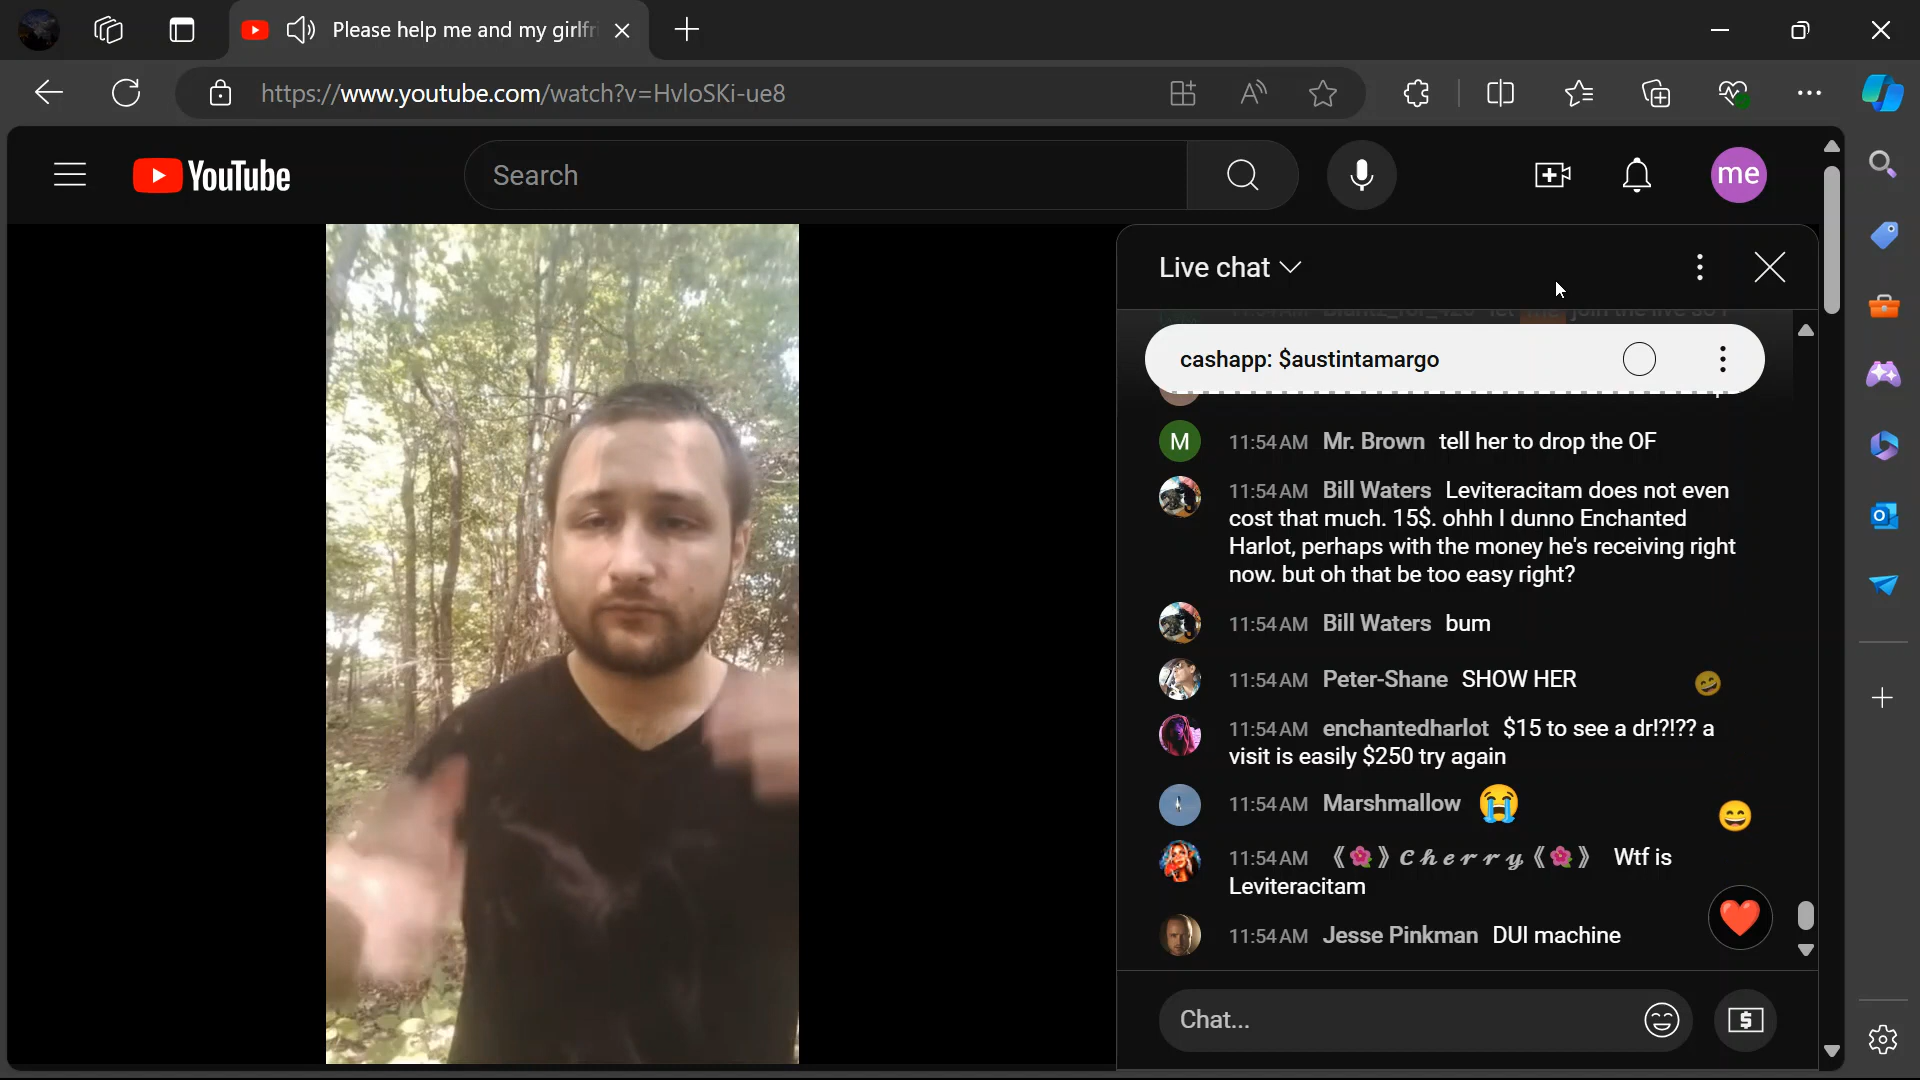 Please help me and my girlfr
https://www.youtube.com/watch?v=HvloSKi-ue8
YouTube
Search
me
Live chat
cashapp: $austintamargo
11:54 AM Mr. Brown tell her to drop the OF
11:54 AM Bill Waters Leviteracitam does not even
cost that much. 15$. ohhh I dunno Enchanted
Harlot, perhaps with the money he's receiving right
now. but oh that be too easy right?
11:54 AM Bill Waters bum
11:54 AM Peter-Shane SHOW HER
11:54 AM enchantedharlot $15 to see a dr!?!?? a
visit is easily $250 try again
11:54 AM Marshmallow 😭
11:54 AM 《🌺》𝓒𝓱𝓮𝓻𝓻𝔂《🌺》 Wtf is
Leviteracitam
11:54 AM Jesse Pinkman DUI machine
Chat...